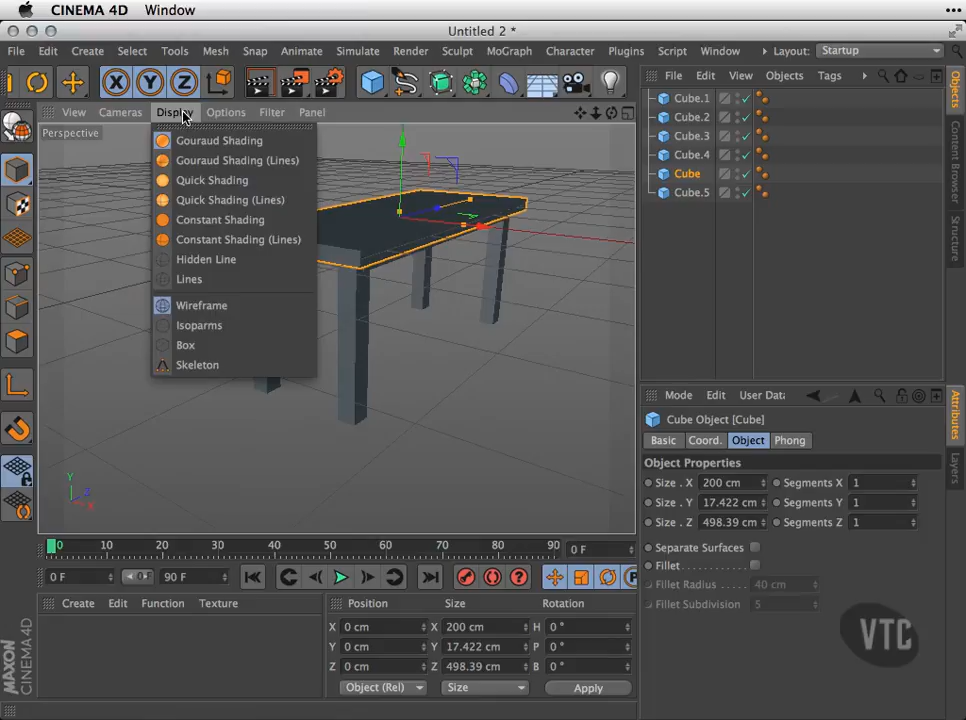 CINEMA 4D Window
Untitled 2 *
File Edit Create Select Tools Mesh Snap Animate Simulate Render Sculpt MoGraph Character Plugins Script Window Layout: Startup
X Y Z
File Edit View Objects Tags
View Cameras Display Options Filter Panel
Perspective
Gouraud Shading
Gouraud Shading (Lines)
Quick Shading
Quick Shading (Lines)
Constant Shading
Constant Shading (Lines)
Hidden Line
Lines
Wireframe
Isoparms
Box
Skeleton
Cube.1
Cube.2
Cube.3
Cube.4
Cube
Cube.5
Objects
Content Browser
Structure
Mode Edit User Data
Cube Object [Cube]
Basic Coord. Object Phong
Object Properties
Size . X 200 cm Segments X 1
Size . Y 17.422 cm Segments Y 1
Size . Z 498.39 cm Segments Z 1
Separate Surfaces
Fillet
Fillet Radius 40 cm
Fillet Subdivision 5
Attributes
Layers
Y
Z
X
0 10 20 30 40 50 60 70 80 90 0 F
0 F 90 F
Create Edit Function Texture
Position Size Rotation
X 0 cm X 200 cm H 0 °
Y 0 cm Y 17.422 cm P 0 °
Z 0 cm Z 498.39 cm B 0 °
Object (Rel) Size Apply
MAXON
CINEMA 4D
VTC